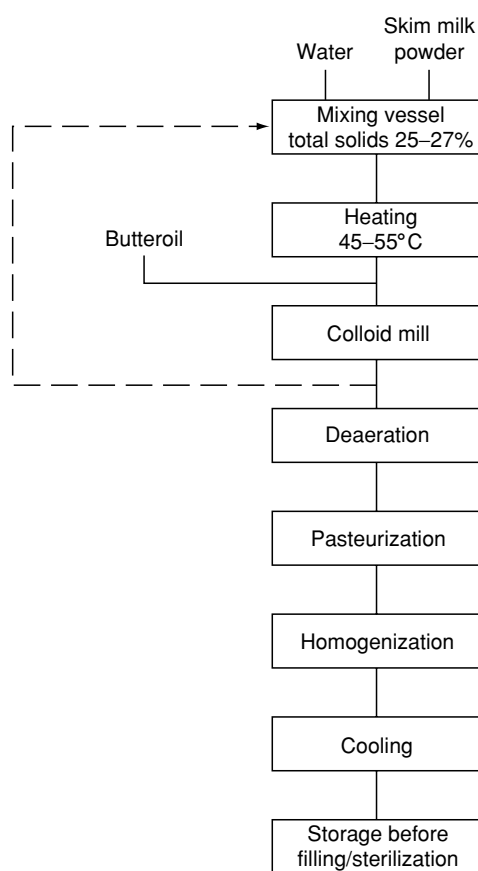 Water
Skim milk
powder
Mixing vessel
total solids 25–27%
Heating
45–55°C
Butteroil
Colloid mill
Deaeration
Pasteurization
Homogenization
Cooling
Storage before
filling/sterilization